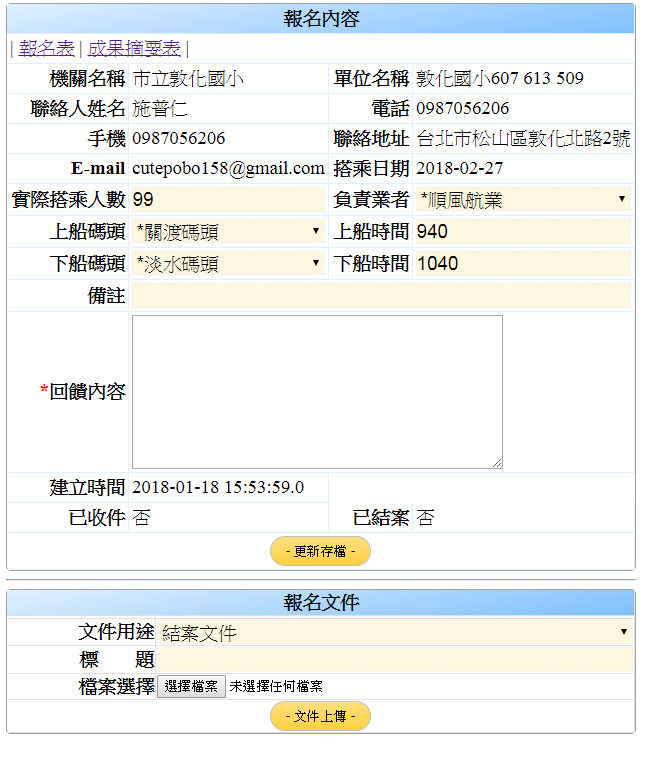 報名內容
| 報名表 | 成果摘要表 |
機關名稱 市立敦化國小 單位名稱 敦化國小607 613 509
聯絡人姓名 施普仁 電話 0987056206
手機 0987056206 聯絡地址 台北市松山區敦化北路2號
E-mail cutepobo158@gmail.com 搭乘日期 2018-02-27
實際搭乘人數 99 負責業者 *順風航業
上船碼頭 *關渡碼頭 上船時間 940
下船碼頭 *淡水碼頭 下船時間 1040
備註
*回饋內容
建立時間 2018-01-18 15:53:59.0
已收件 否 已結案 否
- 更新存檔 -
報名文件
文件用途 結案文件
標 題
檔案選擇 選擇檔案 未選擇任何檔案
- 文件上傳 -